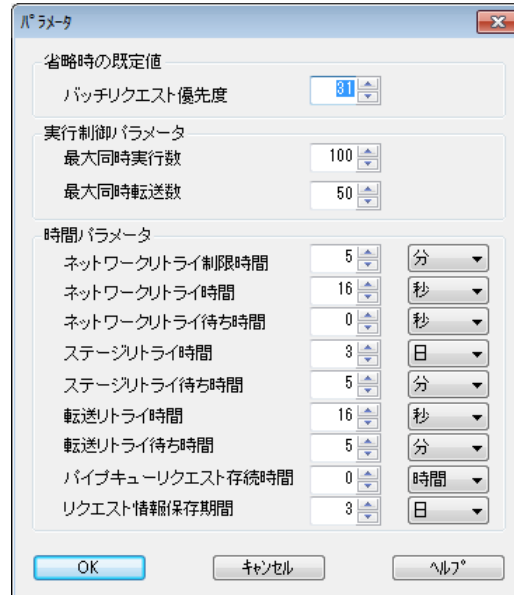 ﾊﾟﾗﾒｰﾀ
省略時の既定値
バッチリクエスト優先度 31
実行制御パラメータ
最大同時実行数 100
最大同時転送数 50
時間パラメータ
ネットワークリトライ制限時間 5 分
ネットワークリトライ時間 16 秒
ネットワークリトライ待ち時間 0 秒
ステージリトライ時間 3 日
ステージリトライ待ち時間 5 分
転送リトライ時間 16 秒
転送リトライ待ち時間 5 分
パイプキューリクエスト存続時間 0 時間
リクエスト情報保存期間 3 日
OK ｷｬﾝｾﾙ ﾍﾙﾌﾟ